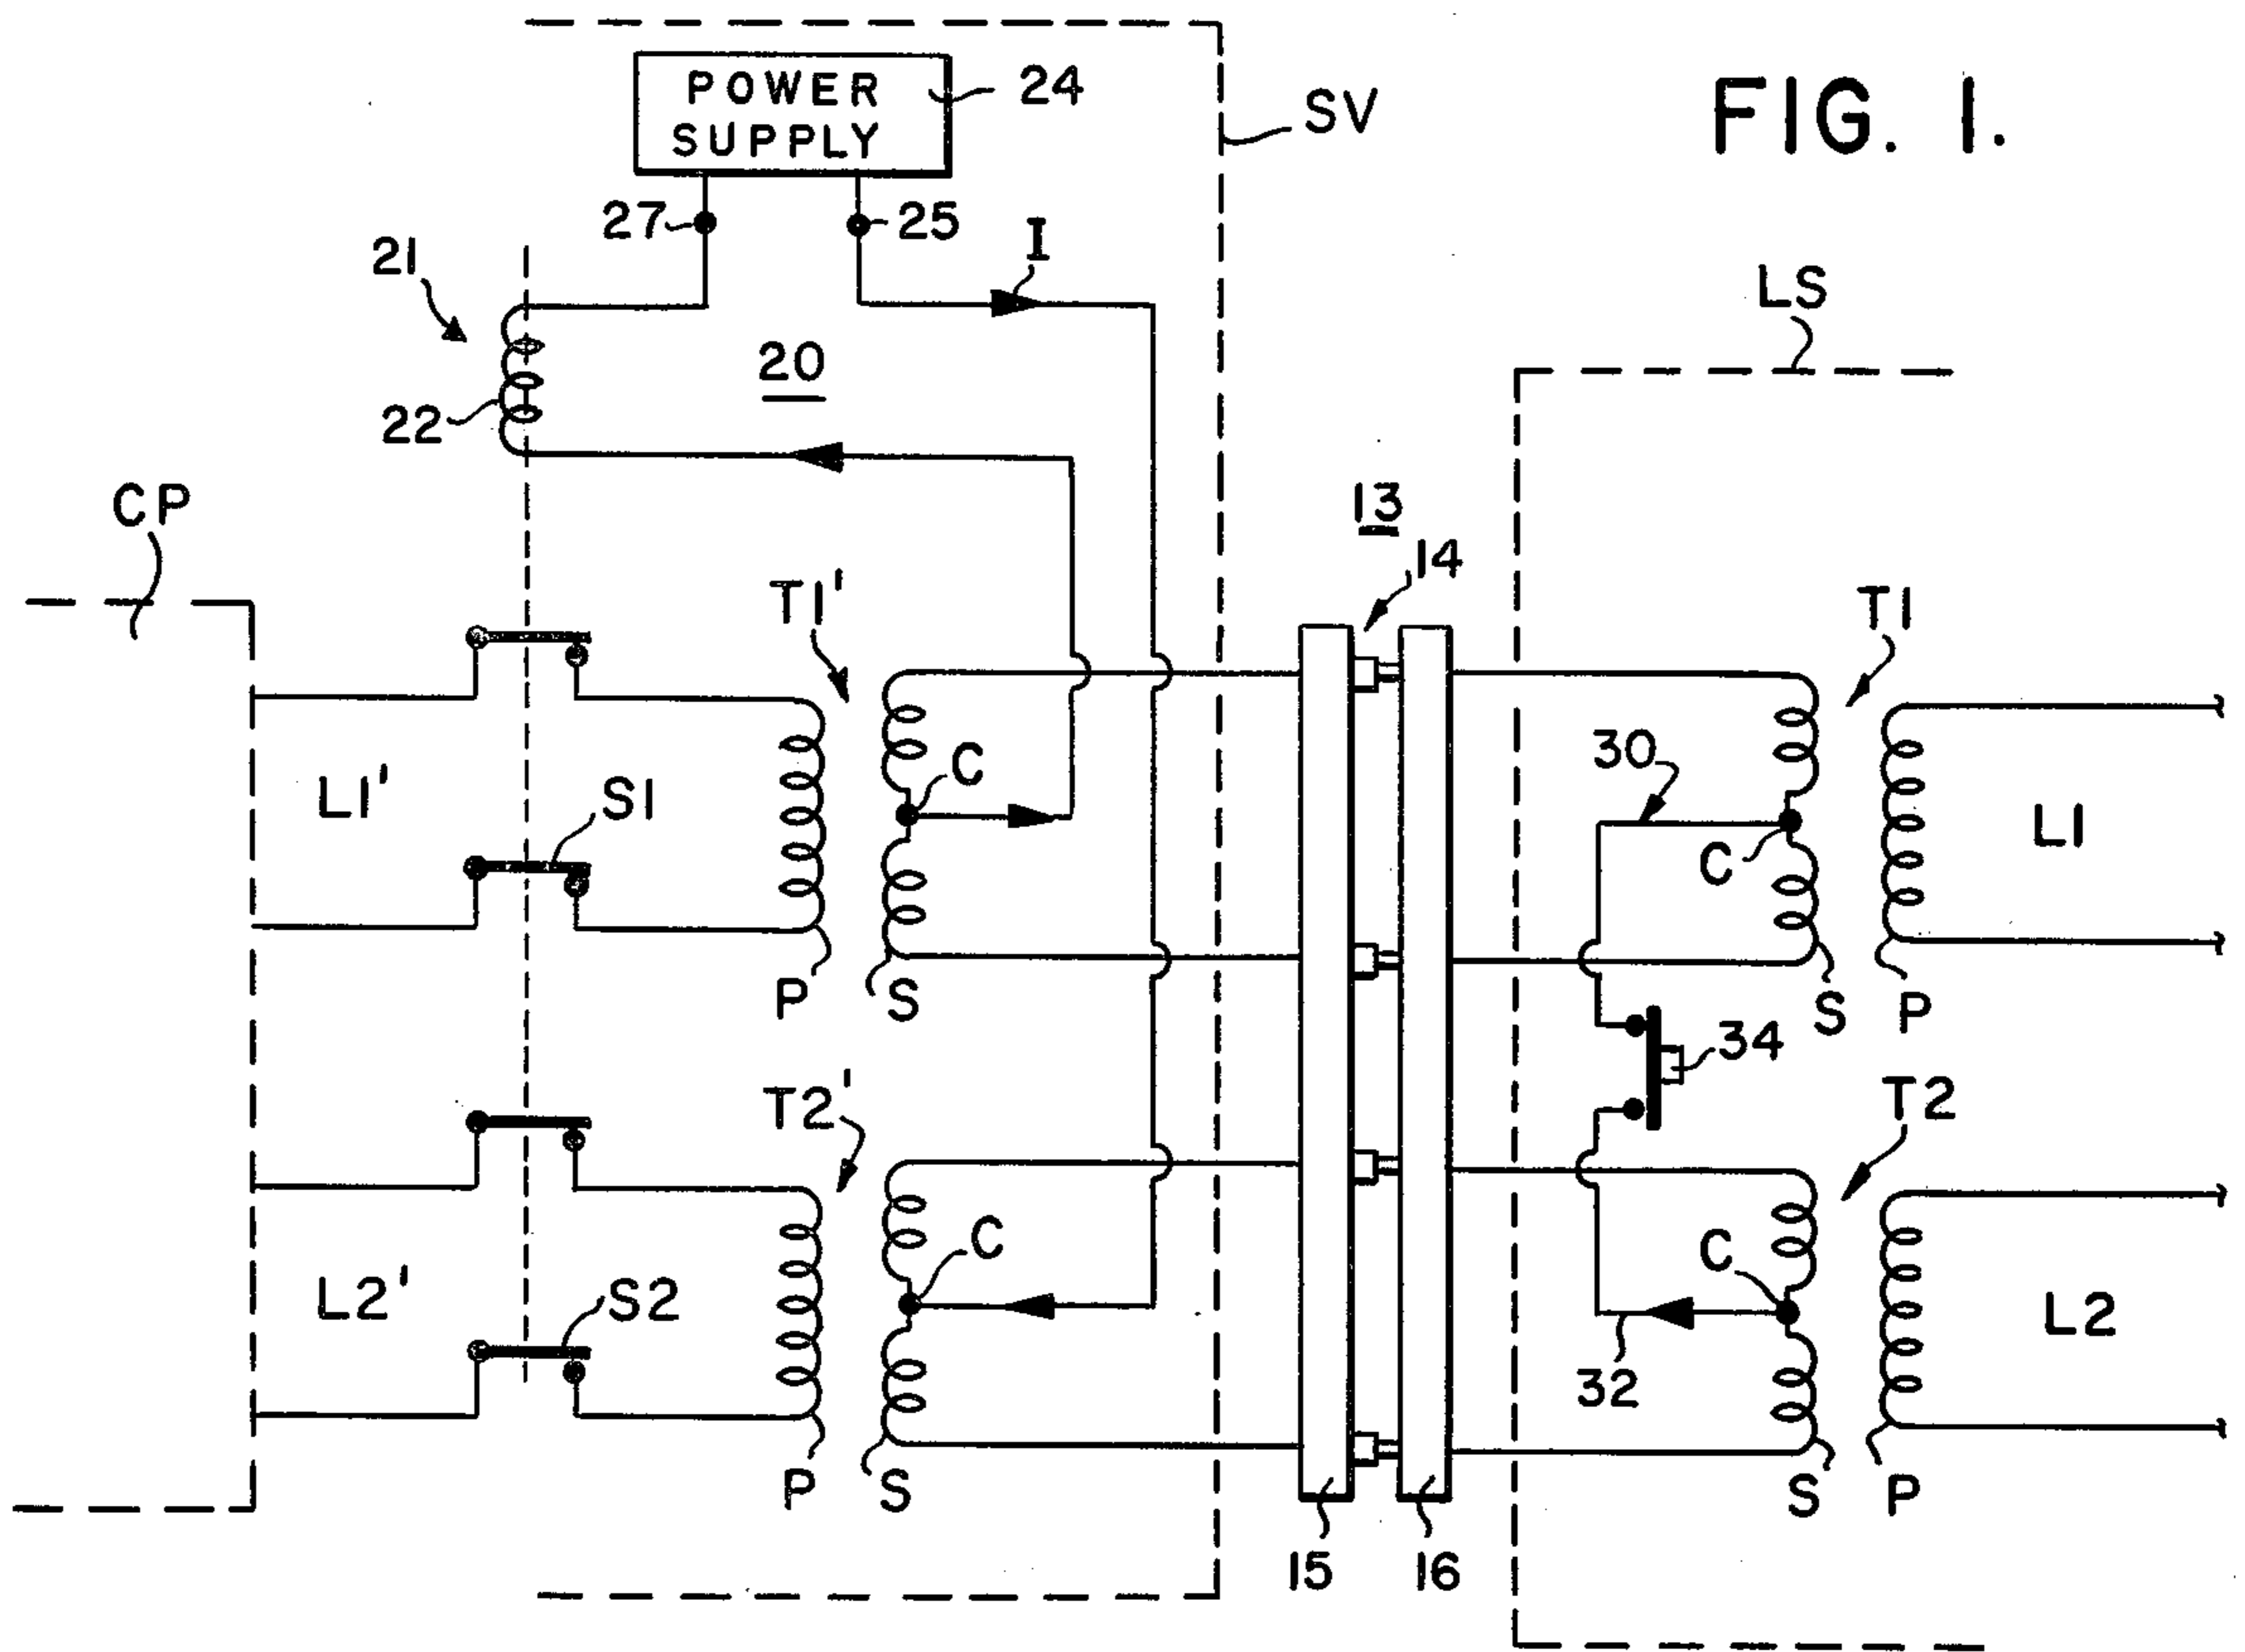 FIG. 1.
POWER
SUPPLY
24
SV
27
25
I
21
LS
20
22
CP
13
14
T1'
T1
30
C
L1'
S1
L1
C
P
S
S
P
34
T2'
T2
C
C
L2'
S2
L2
32
P
S
S
P
15
16